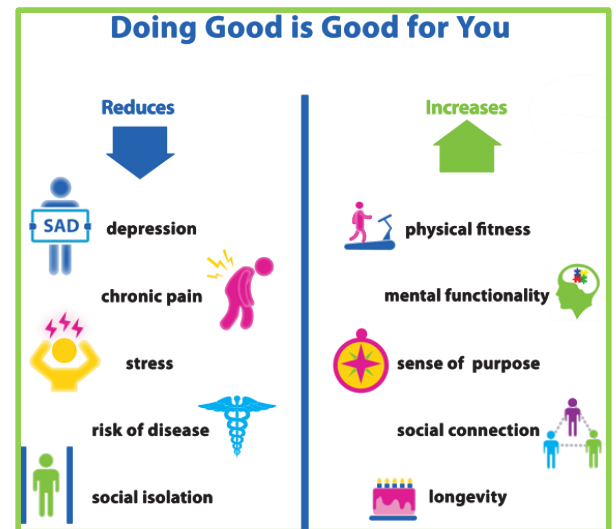 Doing Good is Good for You
Reduces
SAD
depression
chronic pain
stress
risk of disease
social isolation
Increases
physical fitness
mental functionality
sense of purpose
social connection
longevity